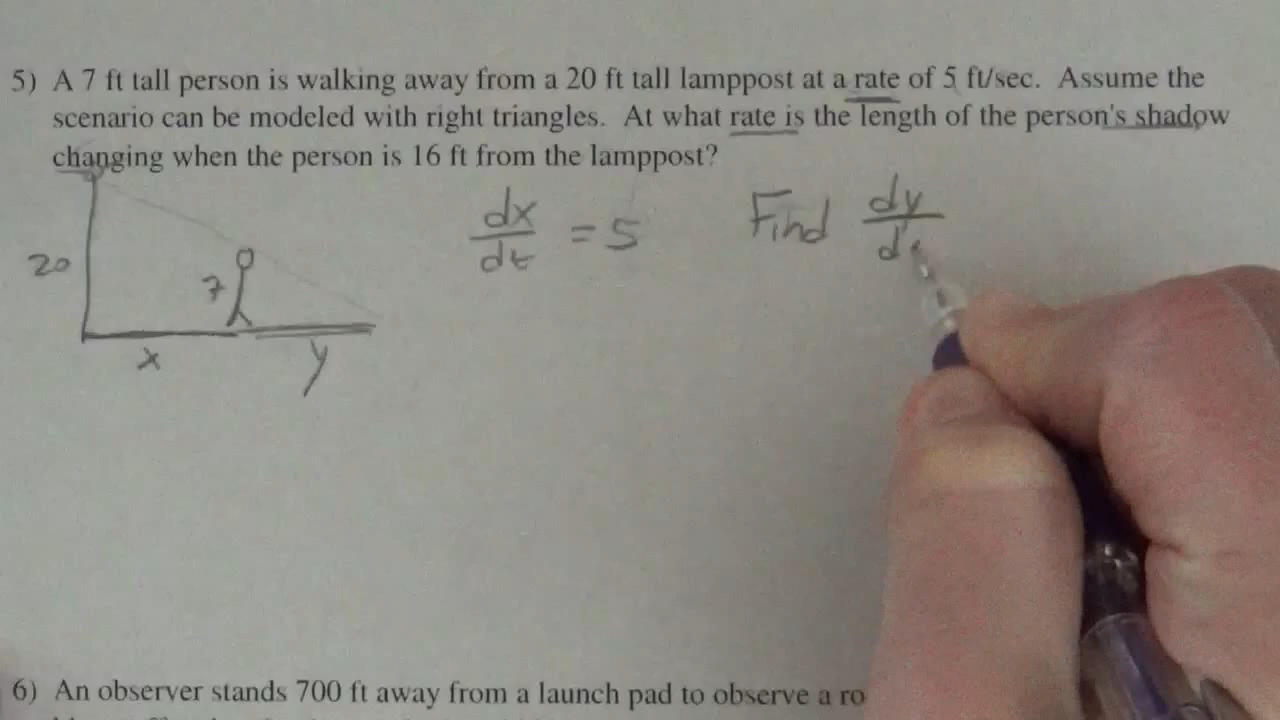 5) A 7 ft tall person is walking away from a 20 ft tall lamppost at a rate of 5 ft/sec. Assume the
scenario can be modeled with right triangles. At what rate is the length of the person's shadow
changing when the person is 16 ft from the lamppost?
dx/dt = 5 Find dy/d
20
7
x
y
6) An observer stands 700 ft away from a launch pad to observe a ro